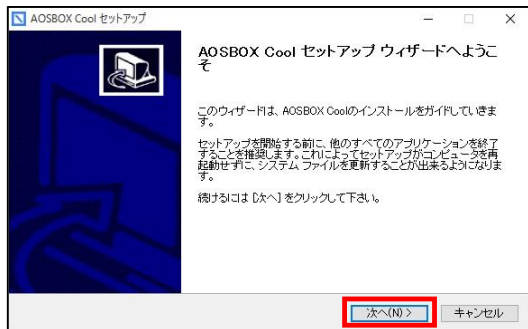 AOSBOX Cool セットアップ
AOSBOX Cool セットアップ ウィザードへようこ
そ
このウィザードは、AOSBOX Coolのインストールをガイドしていきま
す。
セットアップを開始する前に、他のすべてのアプリケーションを終了
することを推奨します。これによってセットアップがコンピュータを再
起動せずに、システム ファイルを更新することが出来るようになりま
す。
続けるには [次へ] をクリックして下さい。
次へ(N) >
キャンセル